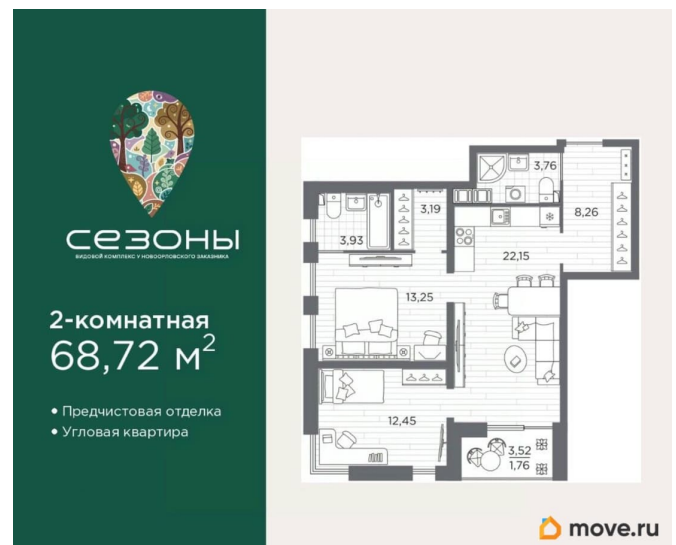 СЕЗОНЫ
ВИДОВОЙ КОМПЛЕКС У НОВООРЛОВСКОГО ЗАКАЗНИКА
2-комнатная
68,72 м²
• Предчистовая отделка
• Угловая квартира
3,76
3,19
8,26
3,93
22,15
13,25
12,45
3,52
1,76
move.ru